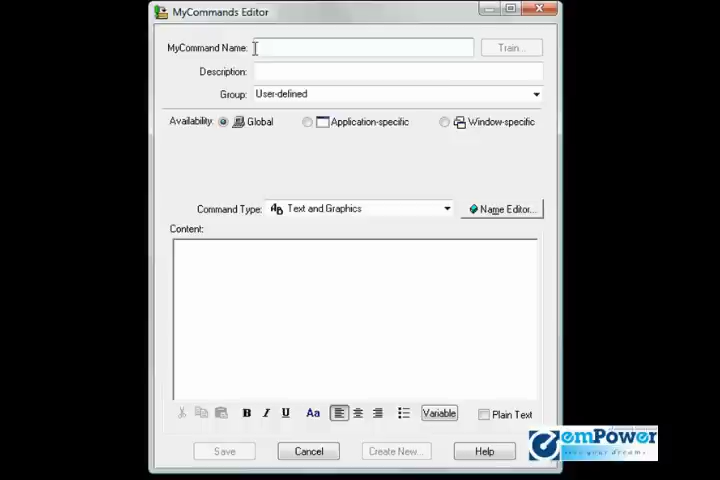 MyCommands Editor
MyCommand Name:
Train...
Description:
Group: User-defined
Availability: Global Application-specific Window-specific
Command Type: Text and Graphics Name Editor...
Content:
B I U Aa Variable Plain Text
Save Cancel Create New... Help
emPower